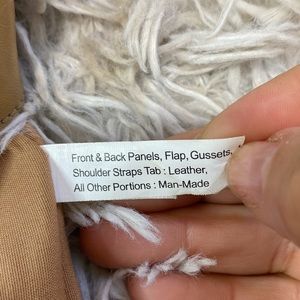 Front & Back Panels, Flap, Gussets,
Shoulder Straps Tab : Leather,
All Other Portions : Man-Made